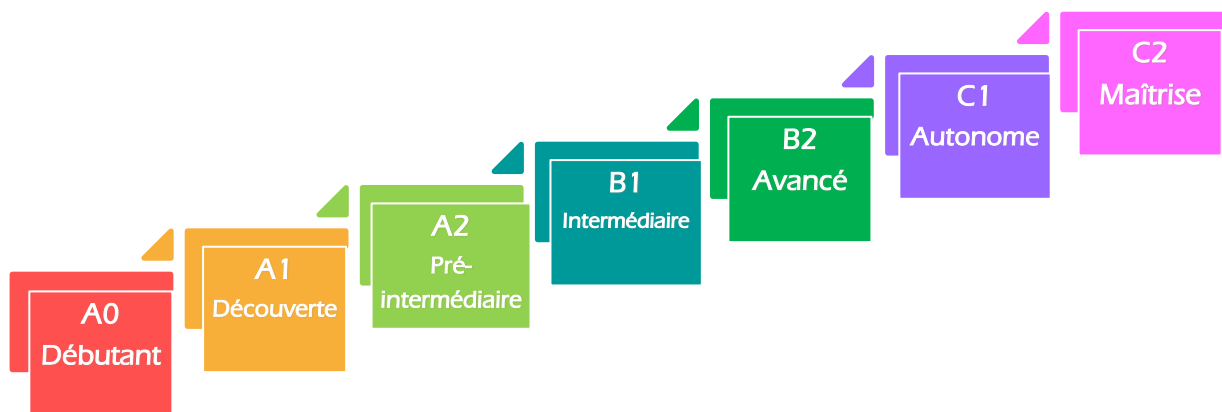 A0
Débutant
A1
Découverte
A2
Pré-
intermédiaire
B1
Intermédiaire
B2
Avancé
C1
Autonome
C2
Maîtrise